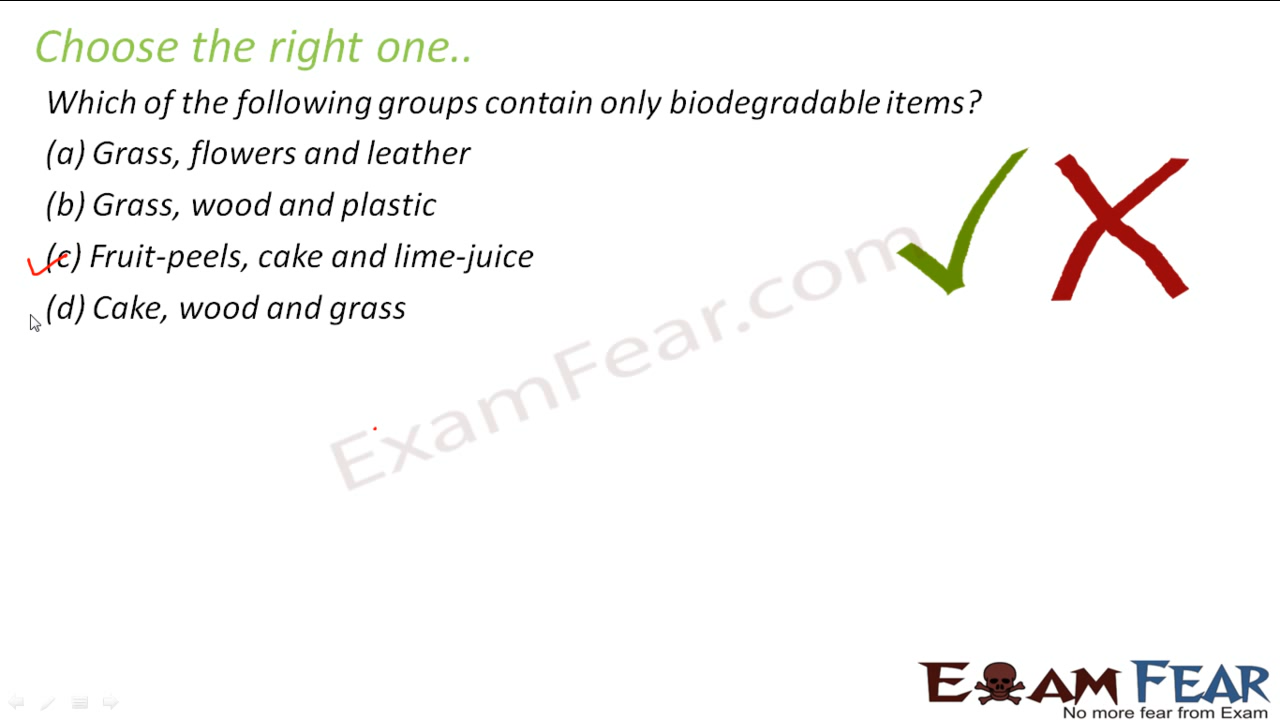 Choose the right one..
Which of the following groups contain only biodegradable items?
(a) Grass, flowers and leather
(b) Grass, wood and plastic
(c) Fruit-peels, cake and lime-juice
(d) Cake, wood and grass
ExamFear.com
EXAM FEAR
No more fear from Exam